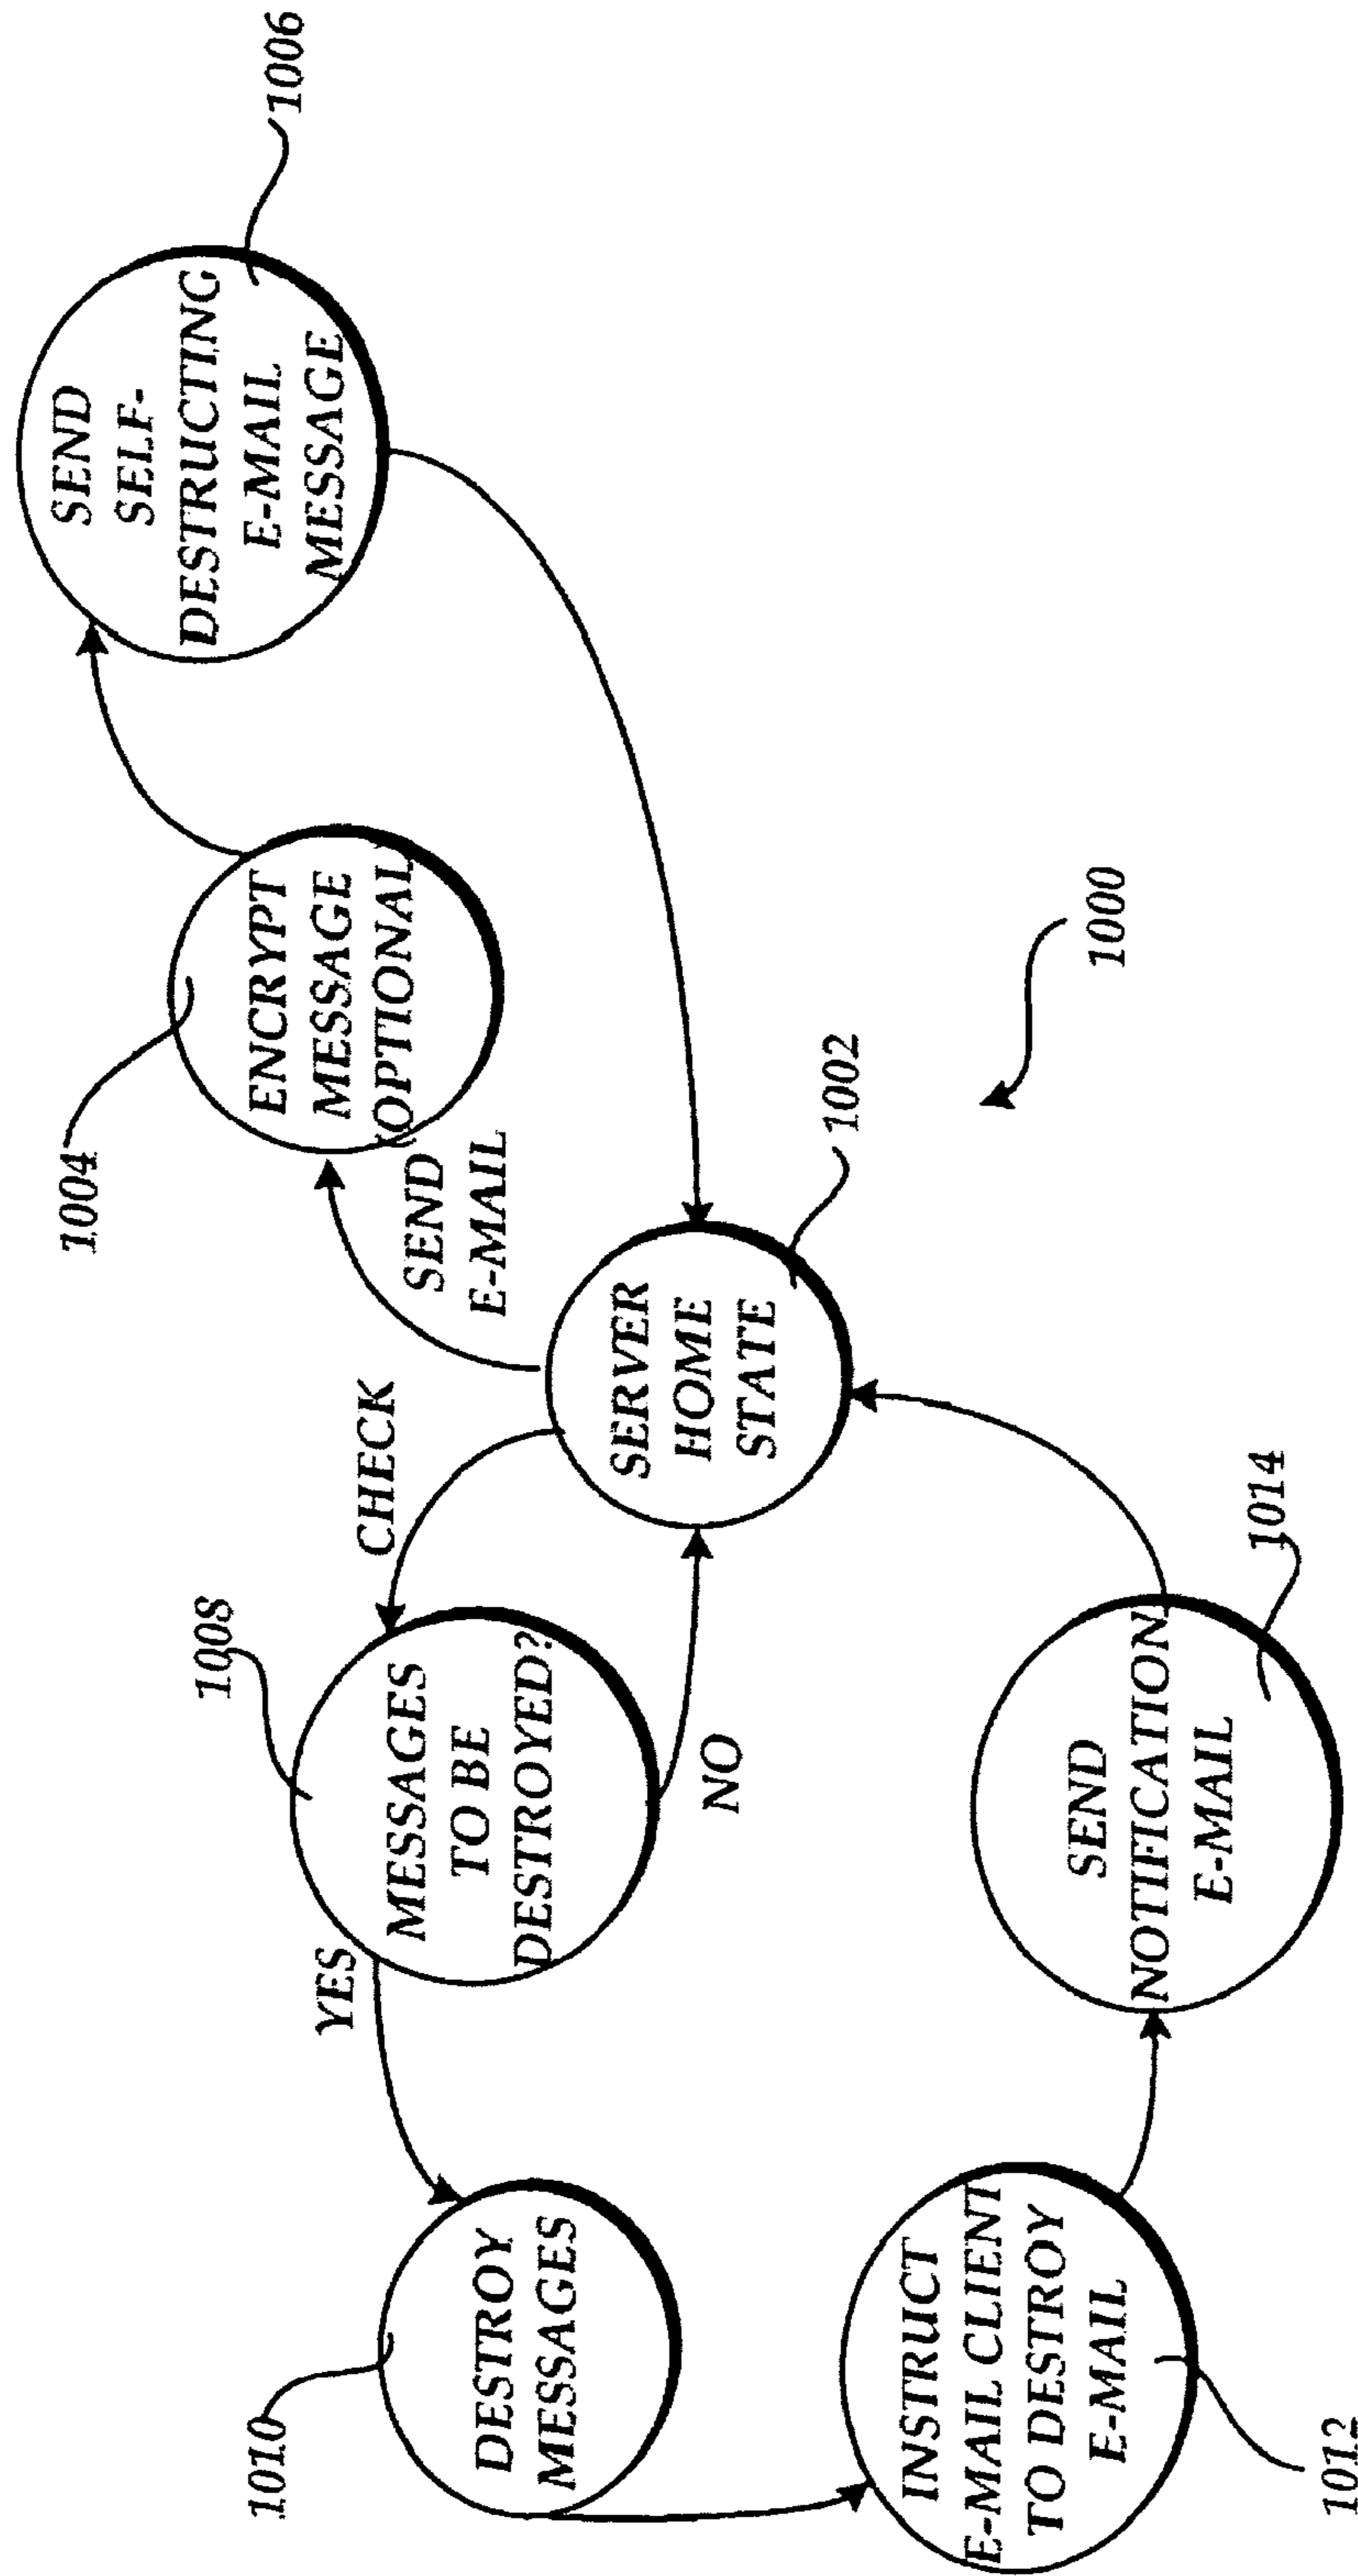 1006
SEND
SELF-
DESTRUCTING
E-MAIL
MESSAGE
1004
ENCRYPT
MESSAGE
(OPTIONAL)
SEND
E-MAIL
1000
1002
SERVER
HOME
STATE
CHECK
1008
MESSAGES
TO BE
DESTROYED?
NO
YES
1014
SEND
NOTIFICATION
E-MAIL
1010
DESTROY
MESSAGES
INSTRUCT
E-MAIL CLIENT
TO DESTROY
E-MAIL
1012